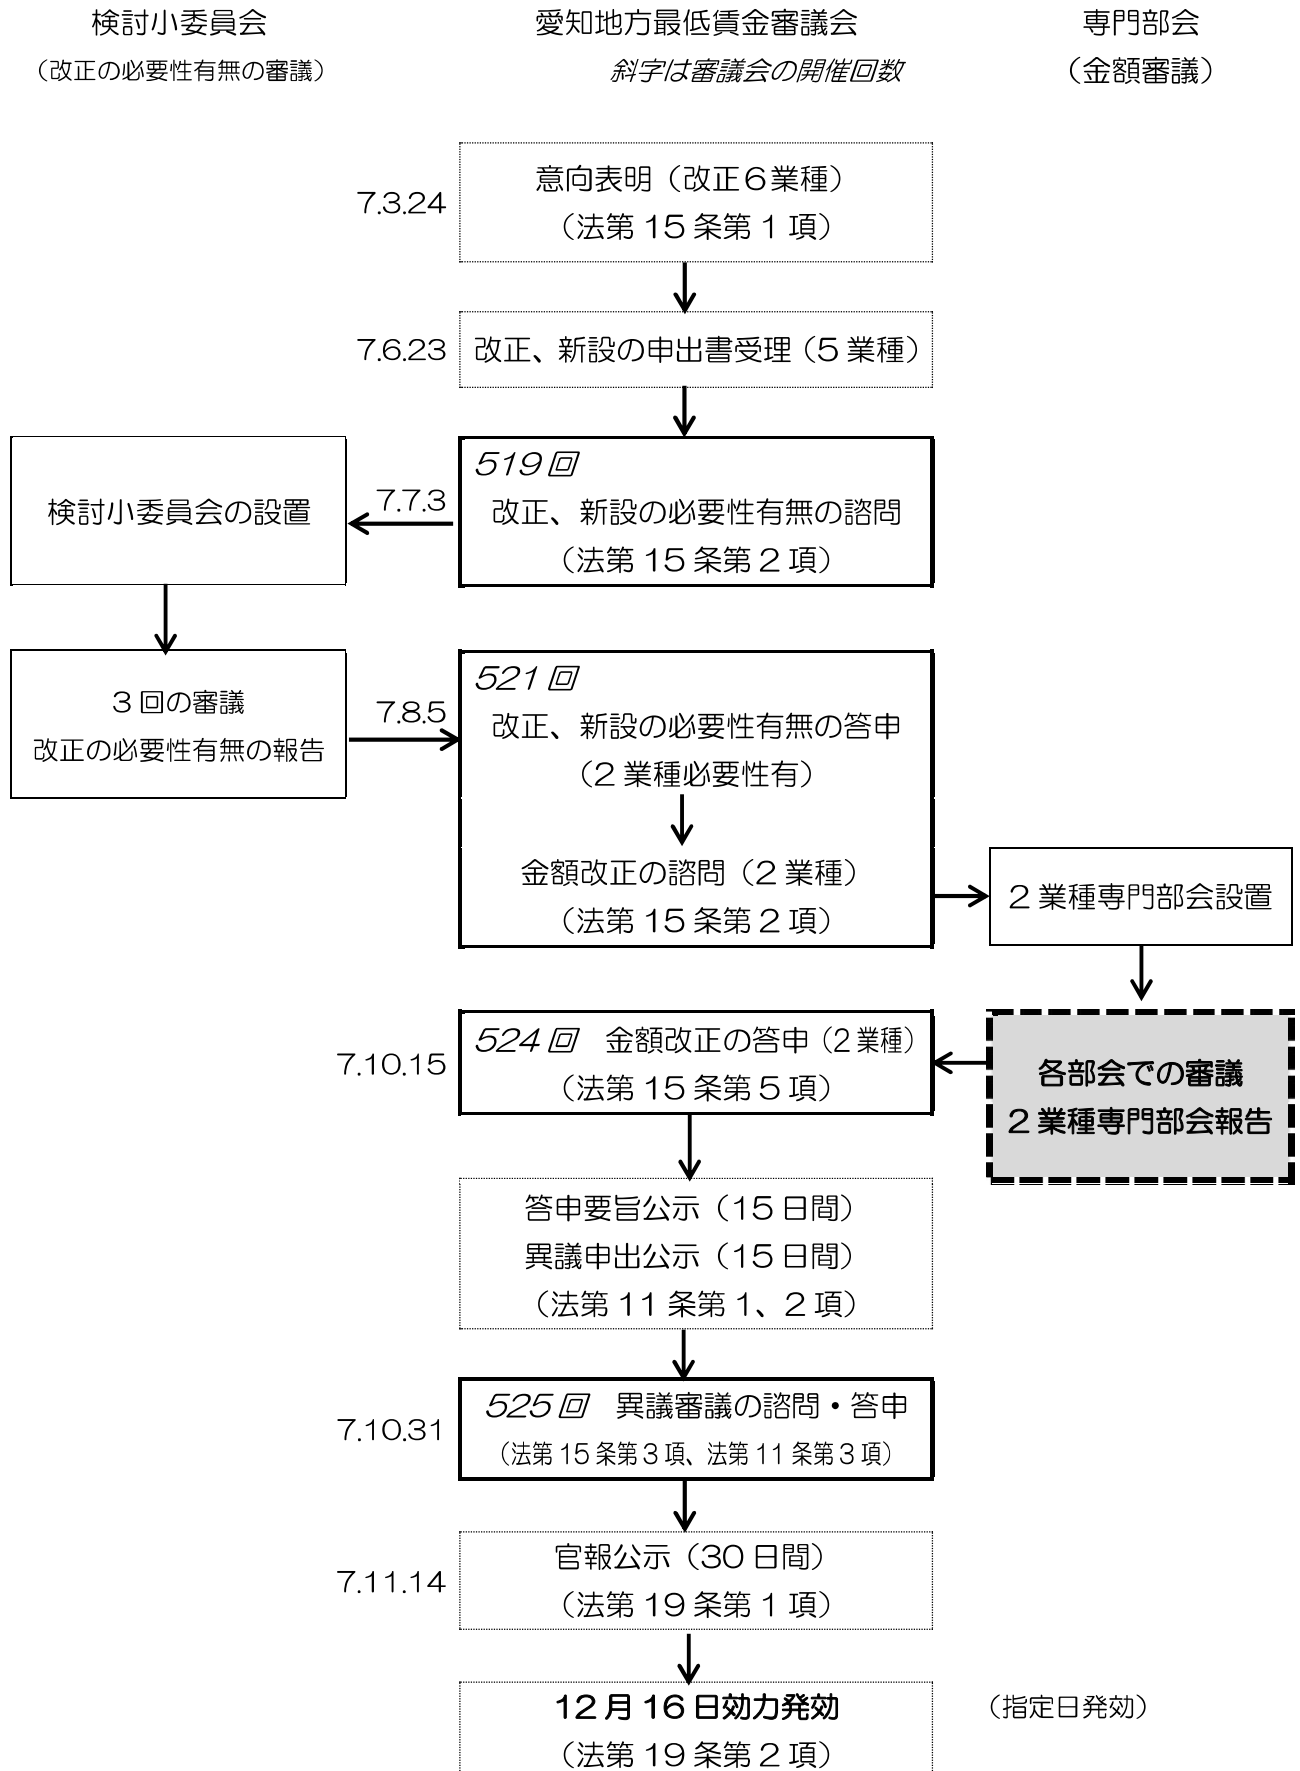 検討小委員会
（改正の必要性有無の審議）
愛知地方最低賃金審議会
斜字は審議会の開催回数
専門部会
（金額審議）
7.3.24
意向表明（改正６業種）
（法第 15 条第 1 項）
7.6.23
改正、新設の申出書受理（5 業種）
519 回
改正、新設の必要性有無の諮問
（法第 15 条第 2 項）
7.7.3
検討小委員会の設置
3 回の審議
改正の必要性有無の報告
7.8.5
521 回
改正、新設の必要性有無の答申
（2 業種必要性有）
金額改正の諮問（2 業種）
（法第 15 条第 2 項）
2 業種専門部会設置
各部会での審議
2 業種専門部会報告
7.10.15
524 回　金額改正の答申（2 業種）
（法第 15 条第 5 項）
答申要旨公示（15 日間）
異議申出公示（15 日間）
（法第 11 条第 1、2 項）
7.10.31
525 回　異議審議の諮問・答申
（法第 15 条第 3 項、法第 11 条第 3 項）
7.11.14
官報公示（30 日間）
（法第 19 条第 1 項）
12 月 16 日効力発効
（法第 19 条第 2 項）
（指定日発効）